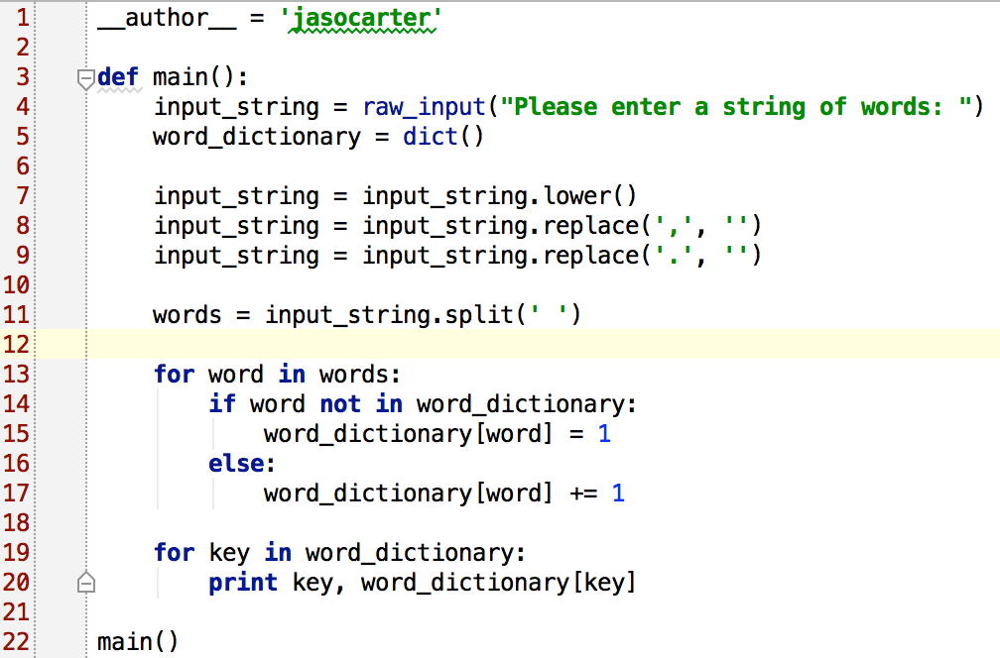 1 __author__ = 'jasocarter'
2
3 def main():
4     input_string = raw_input("Please enter a string of words: ")
5     word_dictionary = dict()
6
7     input_string = input_string.lower()
8     input_string = input_string.replace(',', '')
9     input_string = input_string.replace('.', '')
10
11     words = input_string.split(' ')
12
13     for word in words:
14         if word not in word_dictionary:
15             word_dictionary[word] = 1
16         else:
17             word_dictionary[word] += 1
18
19     for key in word_dictionary:
20         print key, word_dictionary[key]
21
22 main()